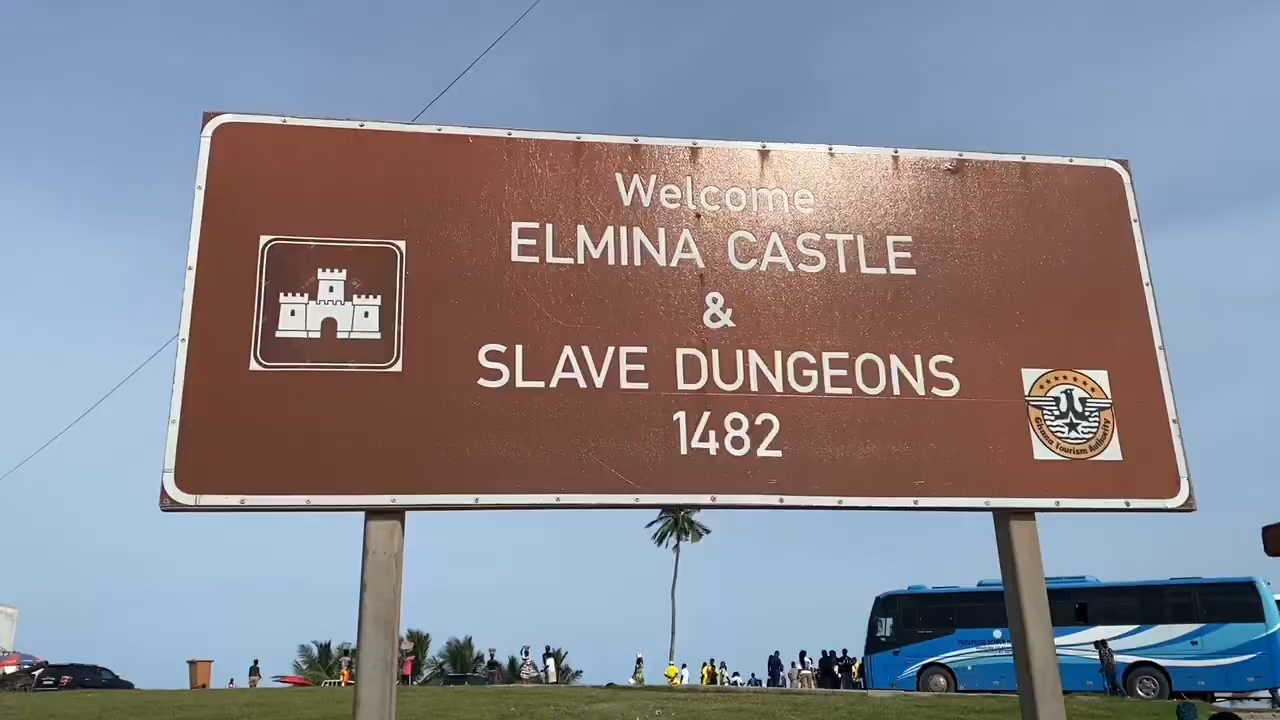 Welcome
ELMINA CASTLE
&
SLAVE DUNGEONS
1482
Ghana Tourism Authority